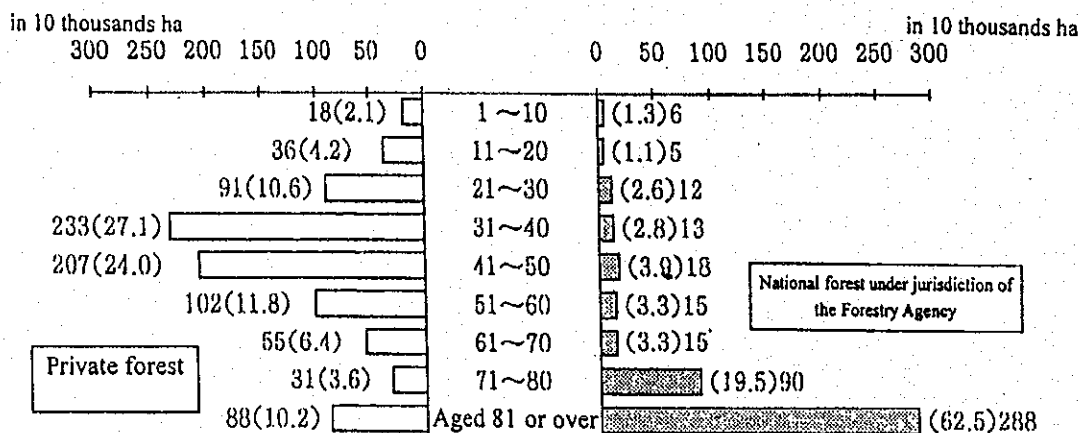 in 10 thousands ha in 10 thousands ha
300 250 200 150 100 50 0 0 50 100 150 200 250 300
18(2.1) 1～10 (1.3)6
36(4.2) 11～20 (1.1)5
91(10.6) 21～30 (2.6)12
233(27.1) 31～40 (2.8)13
207(24.0) 41～50 (3.9)18
102(11.8) 51～60 (3.3)15
55(6.4) 61～70 (3.3)15
31(3.6) 71～80 (19.5)90
88(10.2) Aged 81 or over (62.5)288
National forest under jurisdiction of
the Forestry Agency
Private forest